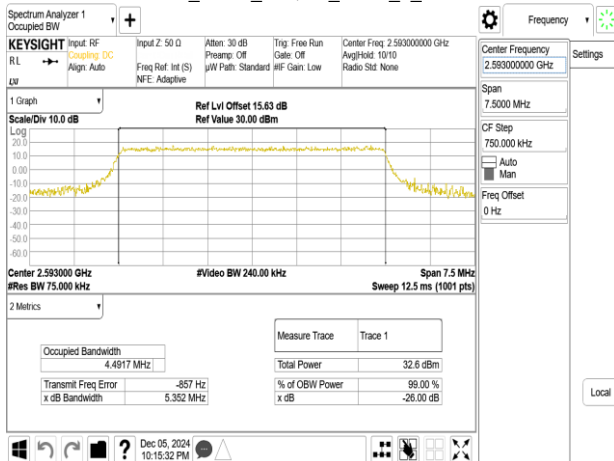 Spectrum Analyzer 1
Occupied BW
Frequency
KEYSIGHT
RL
Input: RF
Coupling: DC
Align: Auto
Input Z: 50 Ω
Freq Ref: Int (S)
NFE: Adaptive
Atten: 30 dB
Preamp: Off
µW Path: Standard
Trig: Free Run
Gate: Off
#IF Gain: Low
Center Freq: 2.593000000 GHz
Avg|Hold: 10/10
Radio Std: None
Center Frequency
2.593000000 GHz
Settings
Span
7.5000 MHz
CF Step
750.000 kHz
Auto
Man
Freq Offset
0 Hz
Local
1 Graph
Scale/Div 10.0 dB
Ref Lvl Offset 15.63 dB
Ref Value 30.00 dBm
Log
20.0
10.0
0.00
-10.0
-20.0
-30.0
-40.0
-50.0
-60.0
Center 2.593000 GHz
#Video BW 240.00 kHz
Span 7.5 MHz
#Res BW 75.000 kHz
Sweep 12.5 ms (1001 pts)
2 Metrics
Measure Trace
Trace 1
Occupied Bandwidth
4.4917 MHz
Total Power
32.6 dBm
Transmit Freq Error
-857 Hz
% of OBW Power
99.00 %
x dB Bandwidth
5.352 MHz
x dB
-26.00 dB
?
Dec 05, 2024
10:15:32 PM